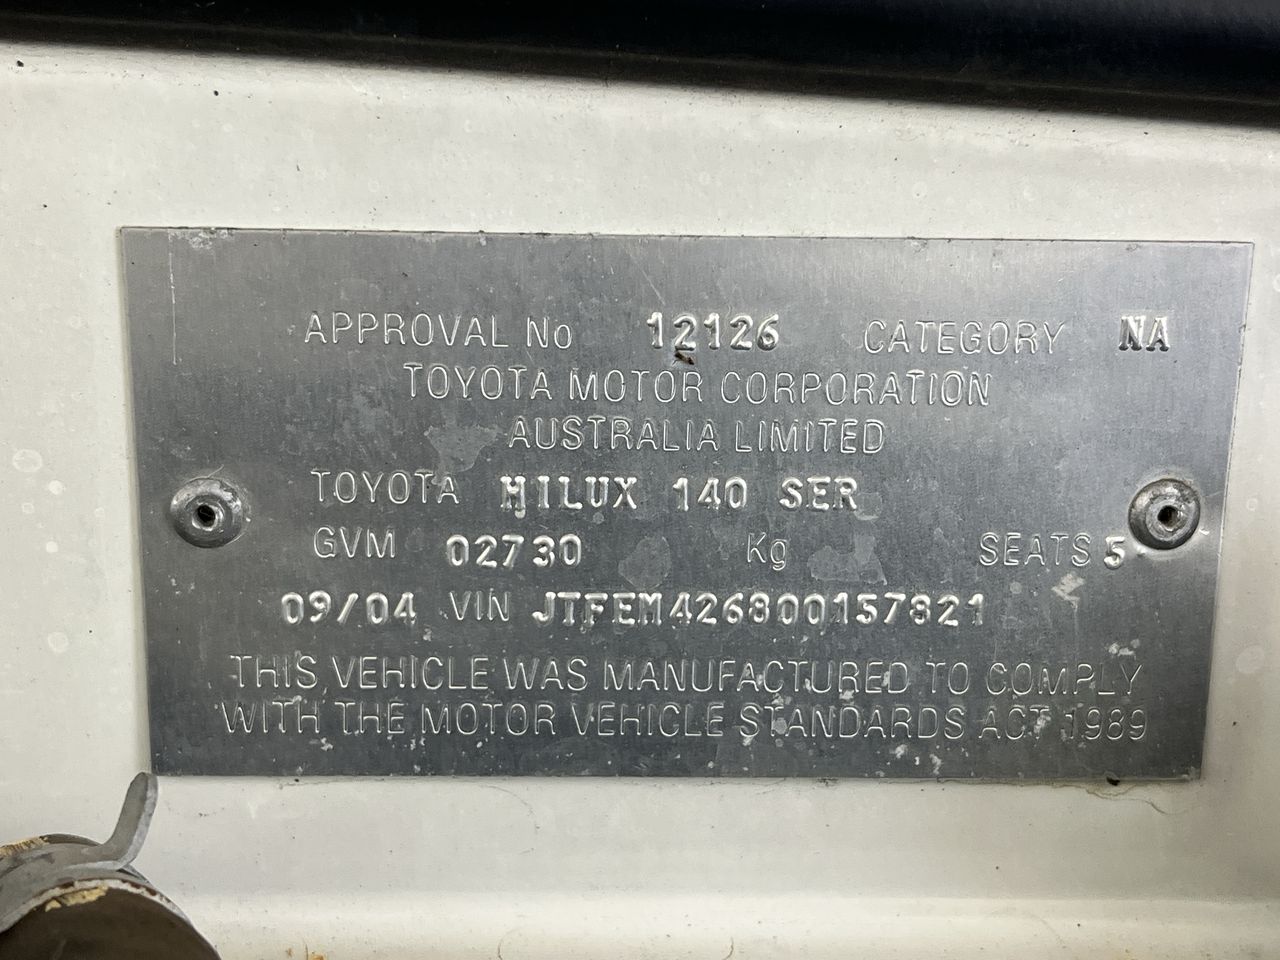 APPROVAL No 12126 CATEGORY NA
TOYOTA MOTOR CORPORATION
AUSTRALIA LIMITED
TOYOTA HILUX 140 SER
GVM 02730 Kg SEATS 5
09/04 VIN JTFEM426800157821
THIS VEHICLE WAS MANUFACTURED TO COMPLY
WITH THE MOTOR VEHICLE STANDARDS ACT 1989